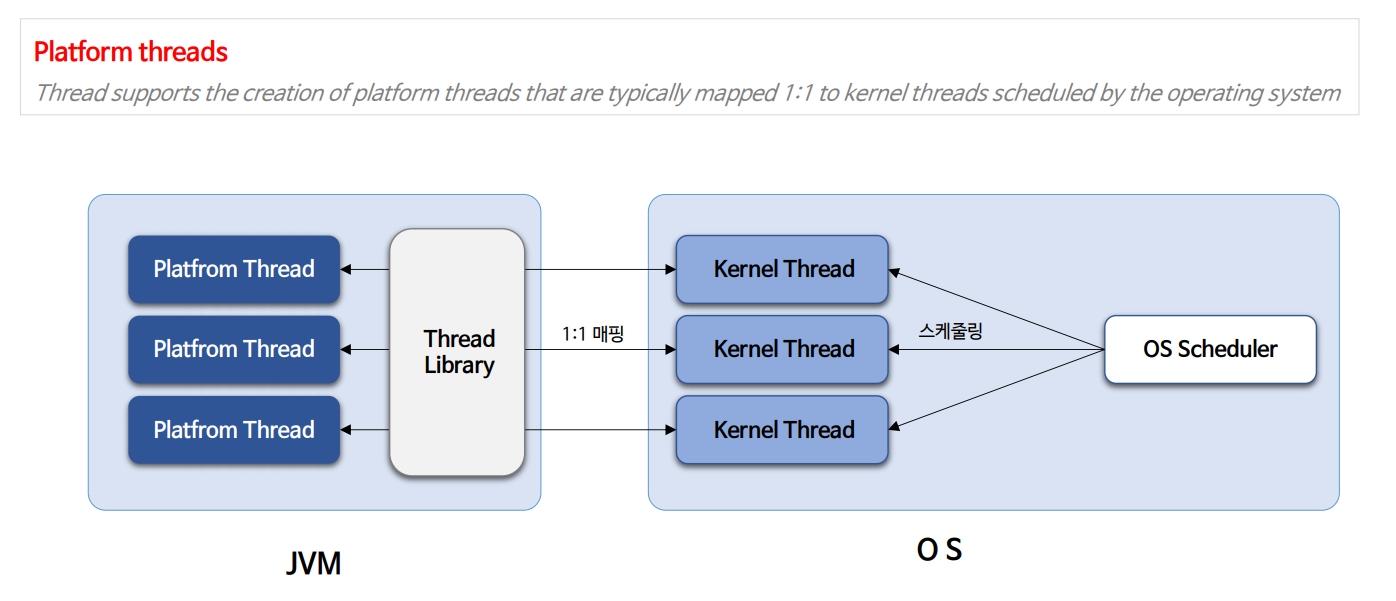 Platform threads
Thread supports the creation of platform threads that are typically mapped 1:1 to kernel threads scheduled by the operating system
Platfrom Thread
Platfrom Thread
Platfrom Thread
Thread
Library
1:1 매핑
Kernel Thread
Kernel Thread
Kernel Thread
스케줄링
OS Scheduler
JVM
O S